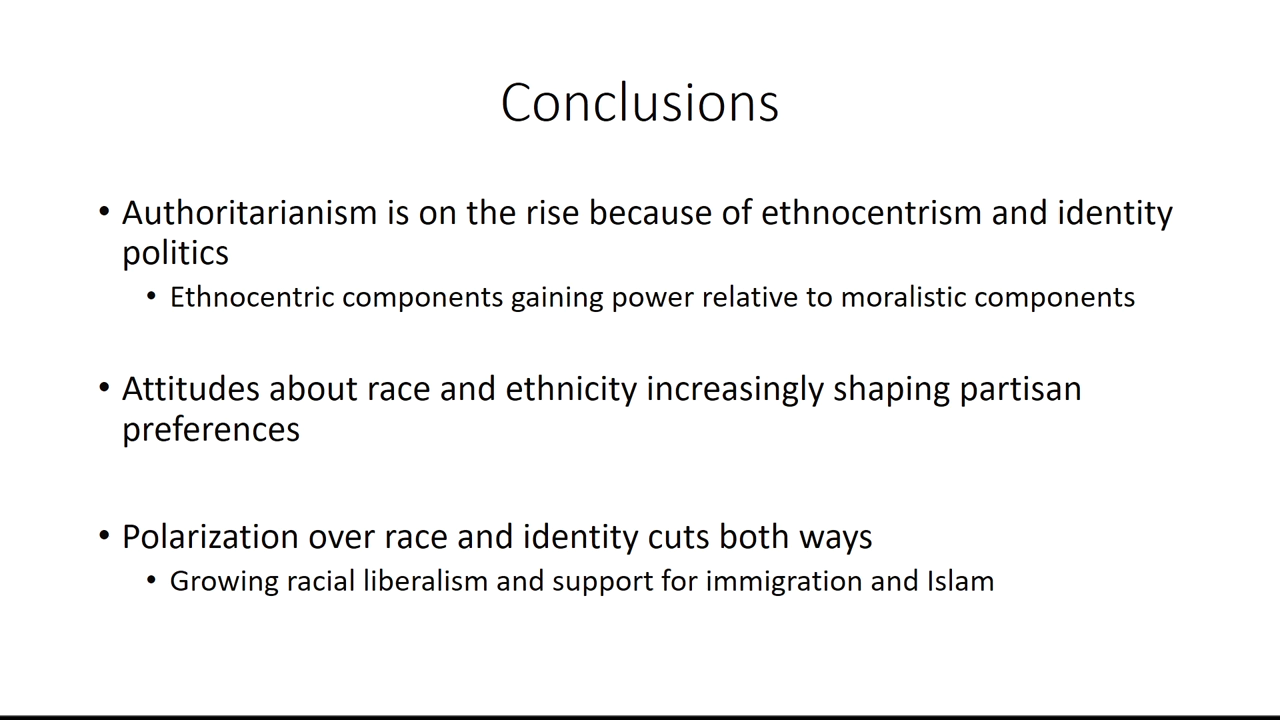 Conclusions
• Authoritarianism is on the rise because of ethnocentrism and identity
politics
• Ethnocentric components gaining power relative to moralistic components
• Attitudes about race and ethnicity increasingly shaping partisan
preferences
• Polarization over race and identity cuts both ways
• Growing racial liberalism and support for immigration and Islam